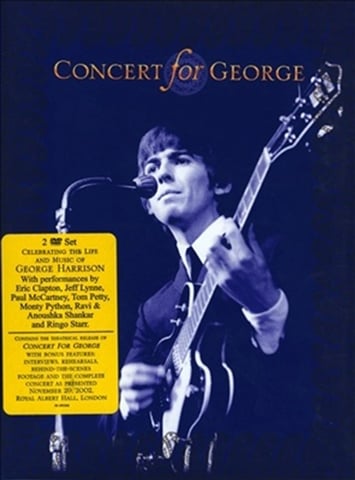 CONCERT for GEORGE
2 DVD Set
CELEBRATING THE LIFE
AND MUSIC OF
GEORGE HARRISON
With performances by
Eric Clapton, Jeff Lynne,
Paul McCartney, Tom Petty,
Monty Python, Ravi &
Anoushka Shankar
and Ringo Starr.
CONTAINS THE THEATRICAL RELEASE OF
CONCERT FOR GEORGE
WITH BONUS FEATURES:
INTERVIEWS, REHEARSALS,
BEHIND-THE-SCENES
FOOTAGE AND THE COMPLETE
CONCERT AS PRESENTED
NOVEMBER 29, 2002,
ROYAL ALBERT HALL, LONDON